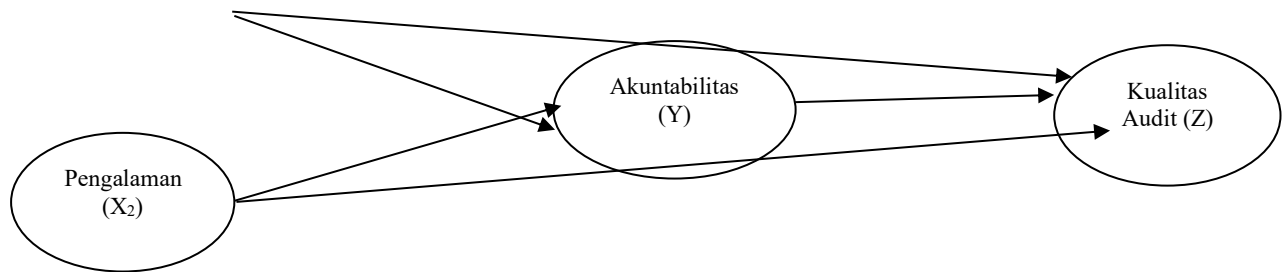 Pengalaman
(X₂)
Akuntabilitas
(Y)
Kualitas
Audit (Z)